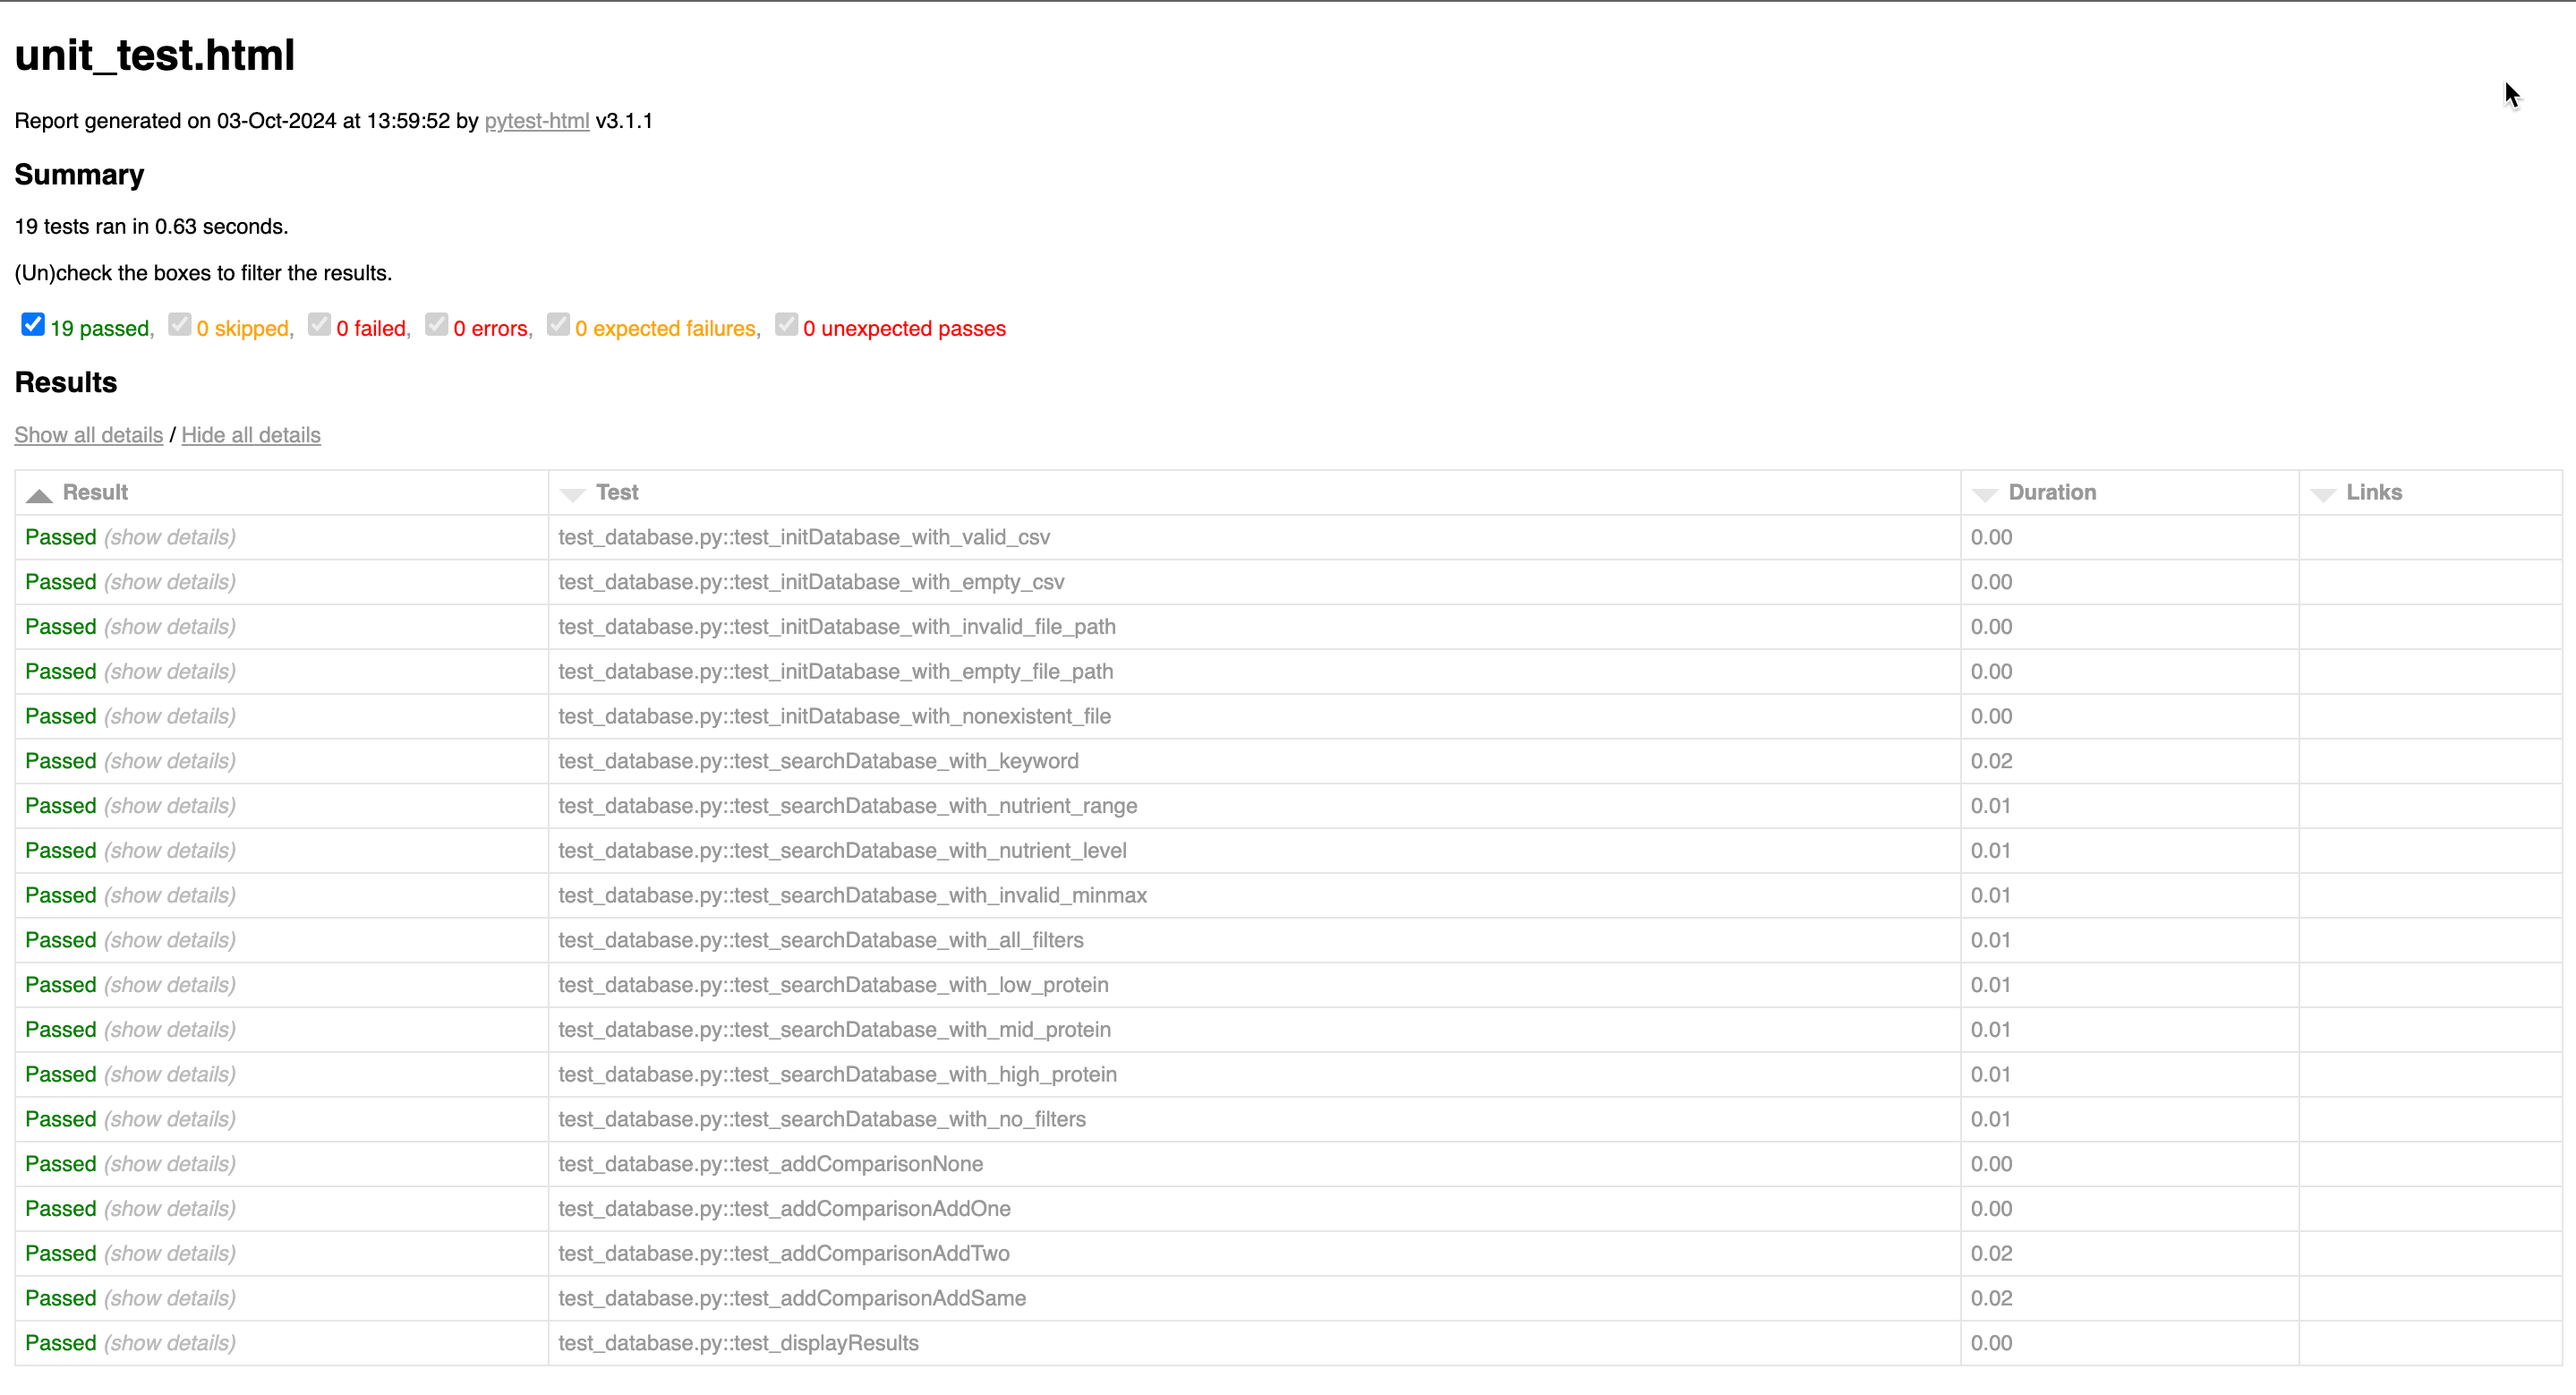 unit_test.html
Report generated on 03-Oct-2024 at 13:59:52 by pytest-html v3.1.1
Summary
19 tests ran in 0.63 seconds.
(Un)check the boxes to filter the results.
19 passed, 0 skipped, 0 failed, 0 errors, 0 expected failures, 0 unexpected passes
Results
Show all details / Hide all details
Result Test Duration Links
Passed (show details) test_database.py::test_initDatabase_with_valid_csv 0.00
Passed (show details) test_database.py::test_initDatabase_with_empty_csv 0.00
Passed (show details) test_database.py::test_initDatabase_with_invalid_file_path 0.00
Passed (show details) test_database.py::test_initDatabase_with_empty_file_path 0.00
Passed (show details) test_database.py::test_initDatabase_with_nonexistent_file 0.00
Passed (show details) test_database.py::test_searchDatabase_with_keyword 0.02
Passed (show details) test_database.py::test_searchDatabase_with_nutrient_range 0.01
Passed (show details) test_database.py::test_searchDatabase_with_nutrient_level 0.01
Passed (show details) test_database.py::test_searchDatabase_with_invalid_minmax 0.01
Passed (show details) test_database.py::test_searchDatabase_with_all_filters 0.01
Passed (show details) test_database.py::test_searchDatabase_with_low_protein 0.01
Passed (show details) test_database.py::test_searchDatabase_with_mid_protein 0.01
Passed (show details) test_database.py::test_searchDatabase_with_high_protein 0.01
Passed (show details) test_database.py::test_searchDatabase_with_no_filters 0.01
Passed (show details) test_database.py::test_addComparisonNone 0.00
Passed (show details) test_database.py::test_addComparisonAddOne 0.00
Passed (show details) test_database.py::test_addComparisonAddTwo 0.02
Passed (show details) test_database.py::test_addComparisonAddSame 0.02
Passed (show details) test_database.py::test_displayResults 0.00